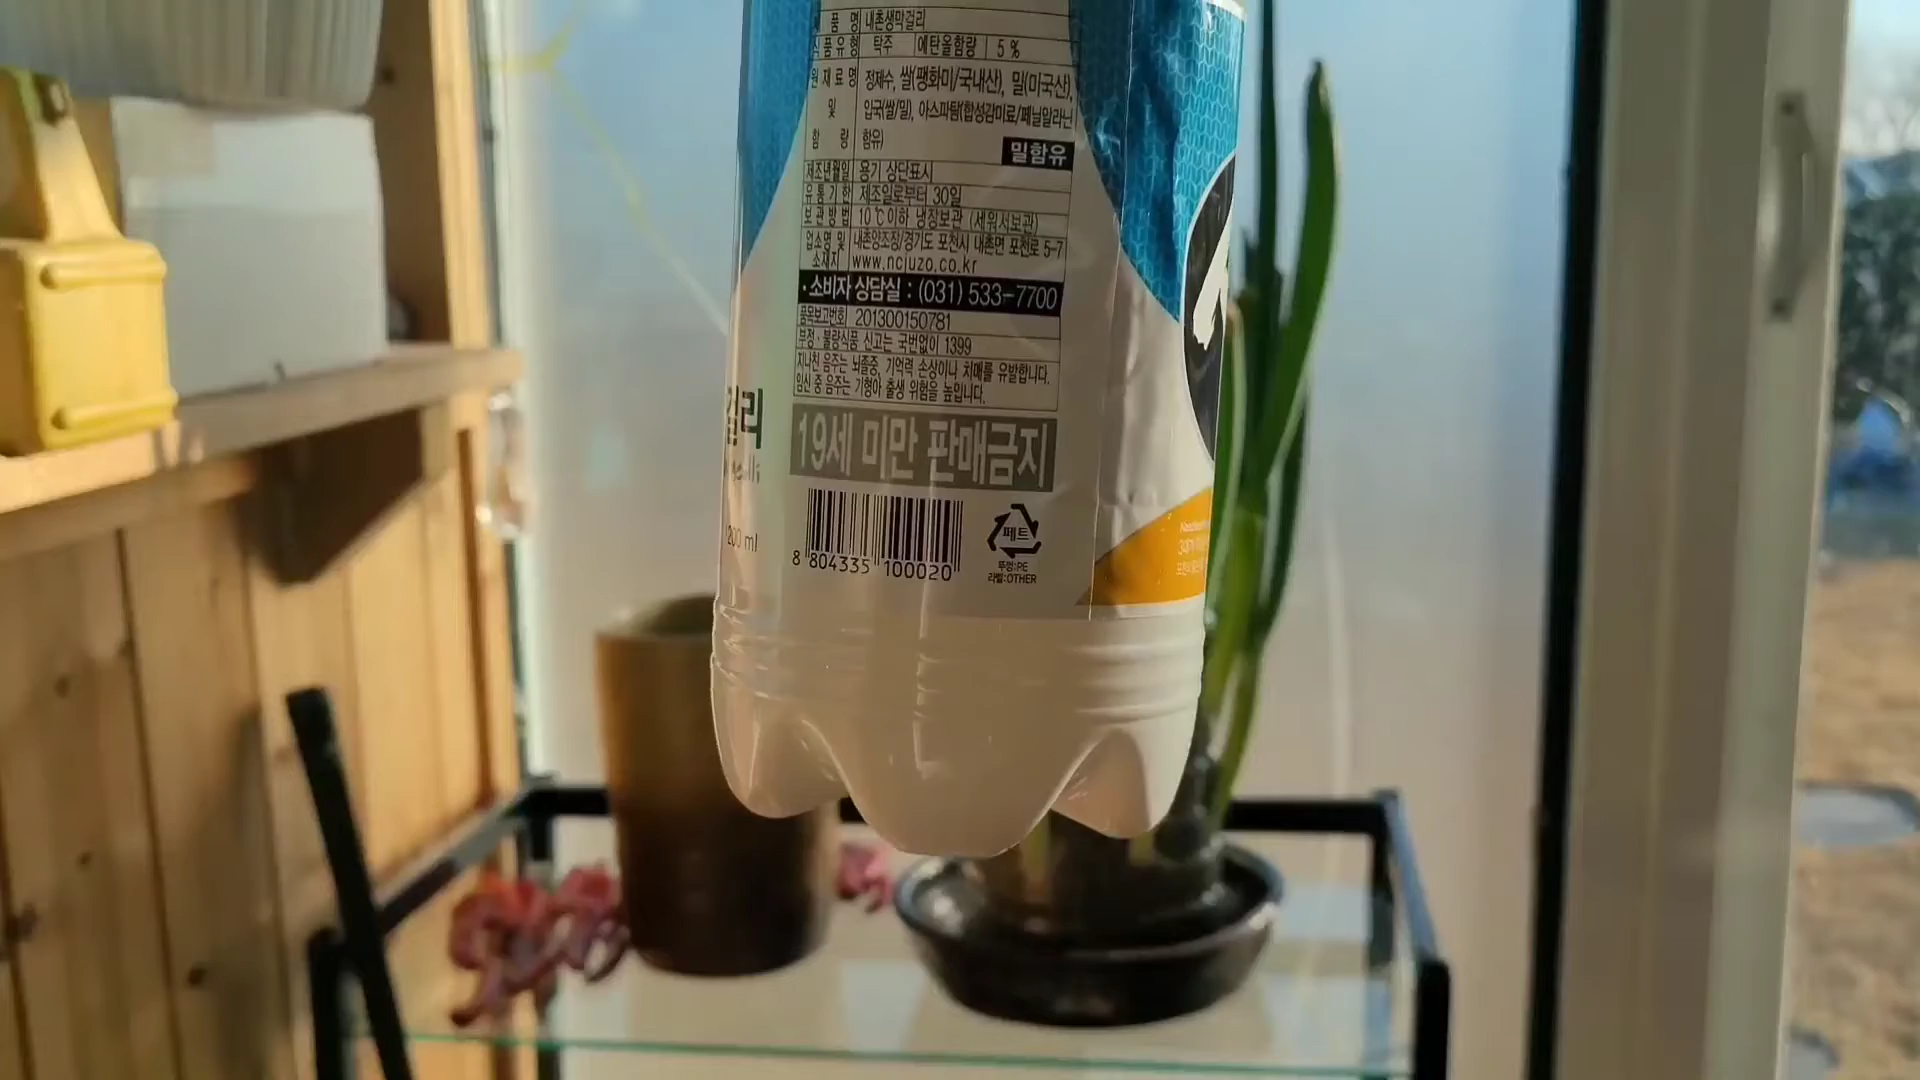 제 품 명 내촌생막걸리
식품유형 탁주 에탄올함량 5 %
원 재 료 명 정제수, 쌀(팽화미/국내산), 밀(미국산),
및 입국(쌀/밀), 아스파탐(합성감미료/페닐알라닌
함 량 함유)
밀함유
제조년월일 용기 상단표시
유 통 기 한 제조일로부터 30일
보 관 방 법 10℃이하 냉장보관 (세워서보관)
업소명 및 내촌양조장/경기도 포천시 내촌면 포천로 5-7
소재지 www.ncjuzo.co.kr
·소비자 상담실 : (031) 533-7700
품목보고번호 201300150781
부정·불량식품 신고는 국번없이 1399
지나친 음주는 뇌졸중, 기억력 손상이나 치매를 유발합니다.
임신 중 음주는 기형아 출생 위험을 높입니다.
걸리
19세 미만 판매금지
200 ml
8 804335 100020
페트
뚜껑:PE
라벨:OTHER